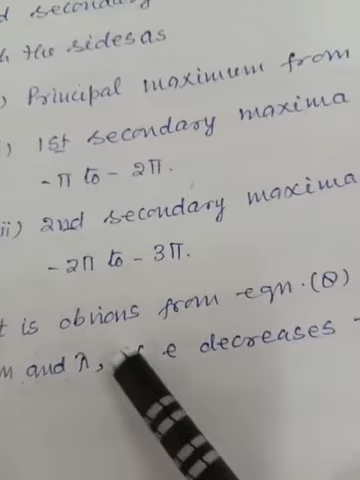 d secondary
h the sides as
) Principal maximum from
i) 1st secondary maxima
-π to - 2π.
ii) 2nd secondary maxima
- 2π to - 3π.
t is obvious from eqn. (θ)
m and λ, e decreases